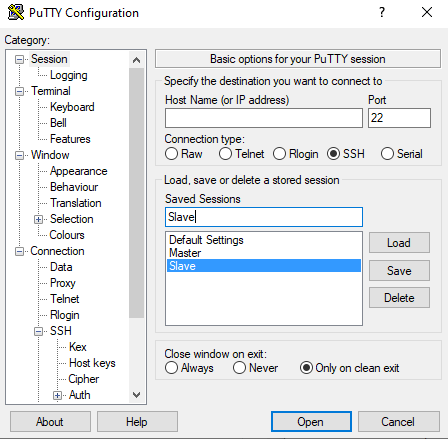 PuTTY Configuration
Category:
Session
Logging
Terminal
Keyboard
Bell
Features
Window
Appearance
Behaviour
Translation
Selection
Colours
Connection
Data
Proxy
Telnet
Rlogin
SSH
Kex
Host keys
Cipher
Auth
Basic options for your PuTTY session
Specify the destination you want to connect to
Host Name (or IP address) Port
22
Connection type:
Raw Telnet Rlogin SSH Serial
Load, save or delete a stored session
Saved Sessions
Slave
Default Settings
Master
Slave
Load
Save
Delete
Close window on exit:
Always Never Only on clean exit
About Help Open Cancel